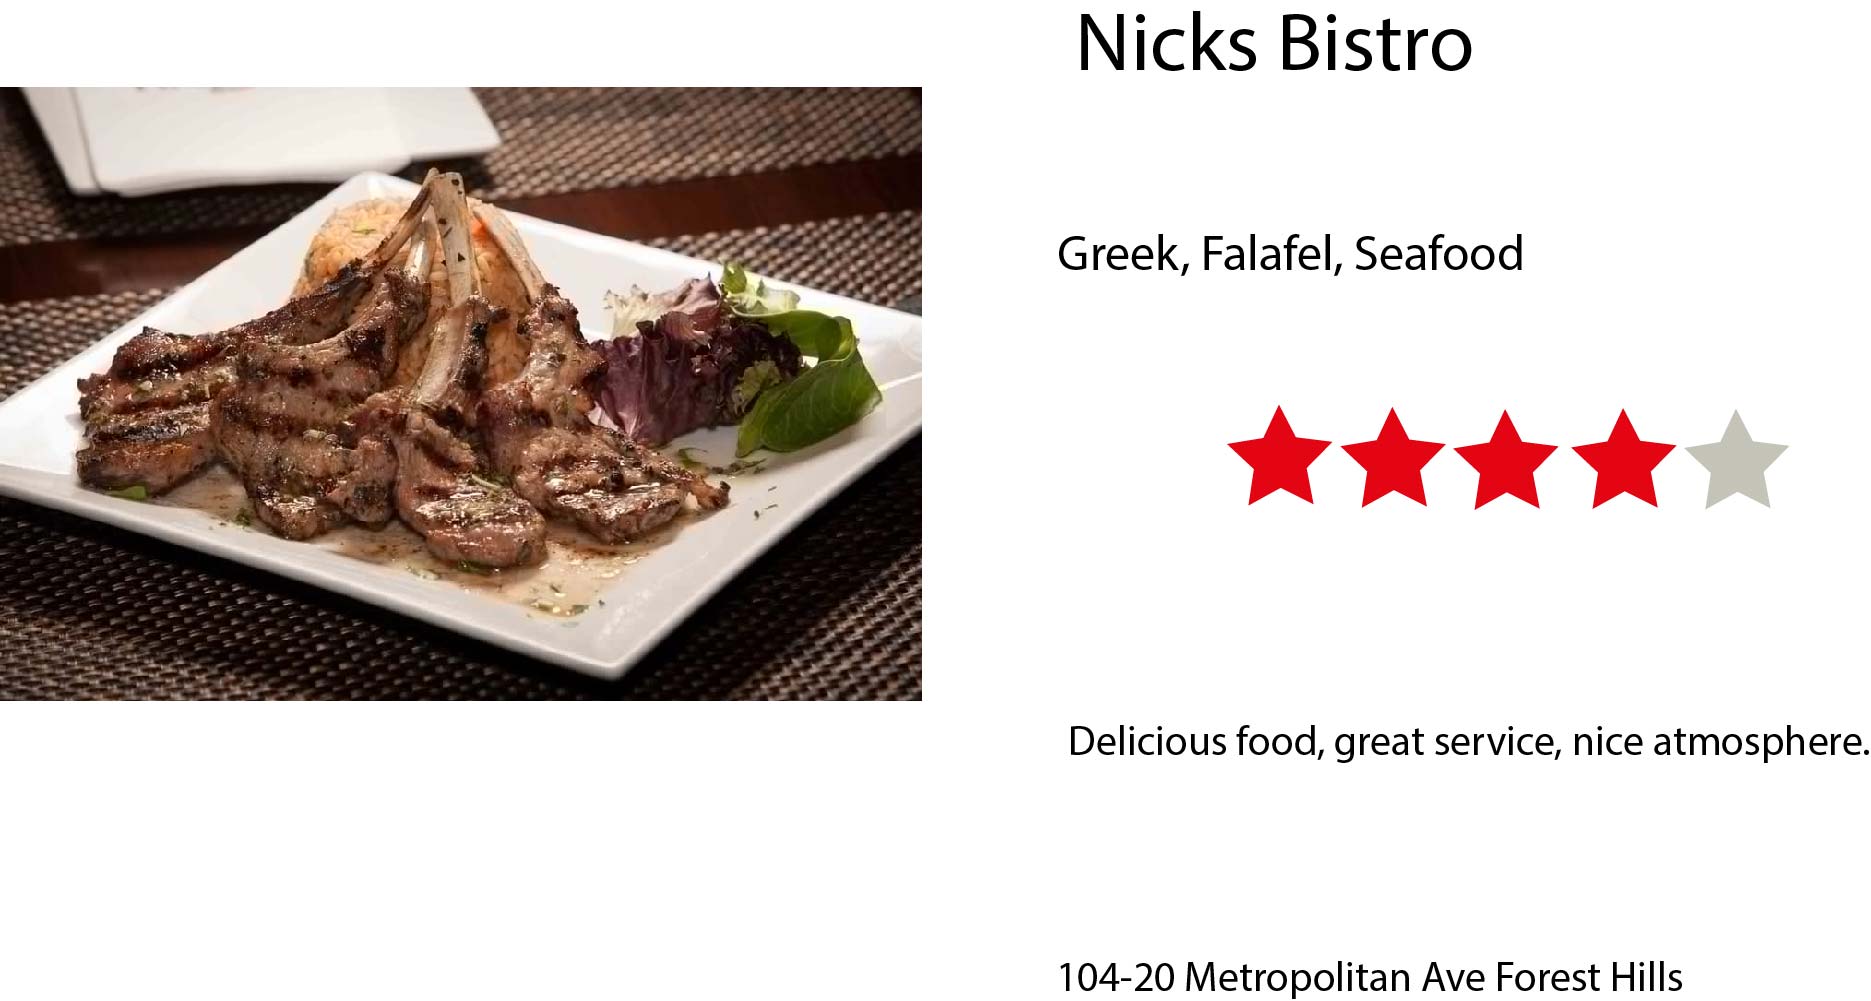 Nicks Bistro
Greek, Falafel, Seafood
Delicious food, great service, nice atmosphere.
104-20 Metropolitan Ave Forest Hills